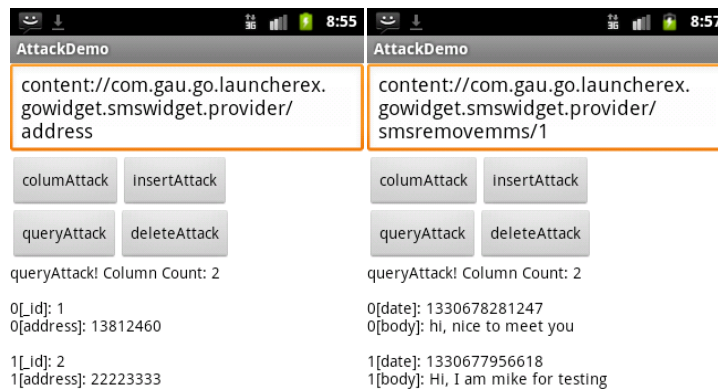 8:55
AttackDemo
content://com.gau.go.launcherex.
gowidget.smswidget.provider/
address
columAttack insertAttack
queryAttack deleteAttack
queryAttack! Column Count: 2
0[_id]: 1
0[address]: 13812460
1[_id]: 2
1[address]: 22223333
3G
8:57
AttackDemo
content://com.gau.go.launcherex.
gowidget.smswidget.provider/
smsremovemms/1
columAttack insertAttack
queryAttack deleteAttack
queryAttack! Column Count: 2
0[date]: 1330678281247
0[body]: hi, nice to meet you
1[date]: 1330677956618
1[body]: Hi, I am mike for testing